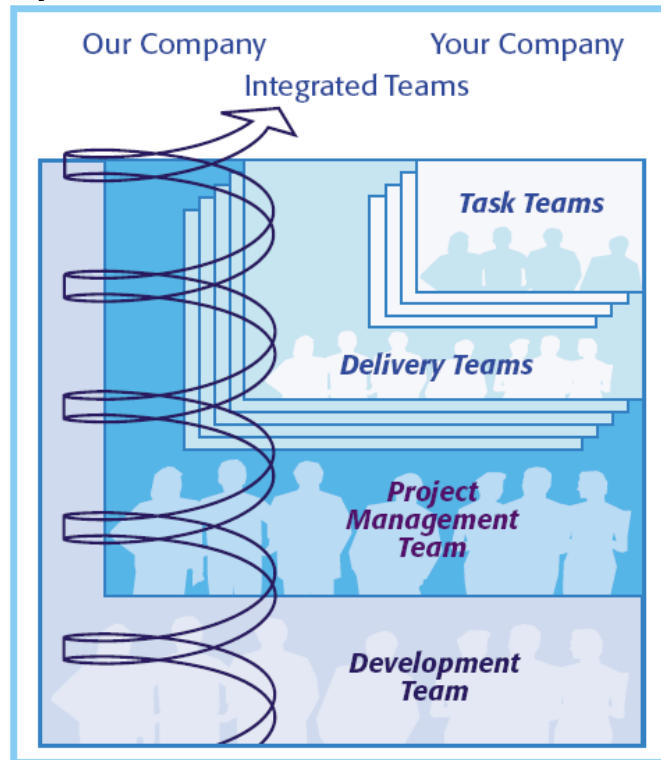 Our Company
Your Company
Integrated Teams
Task Teams
Delivery Teams
Project
Management
Team
Development
Team